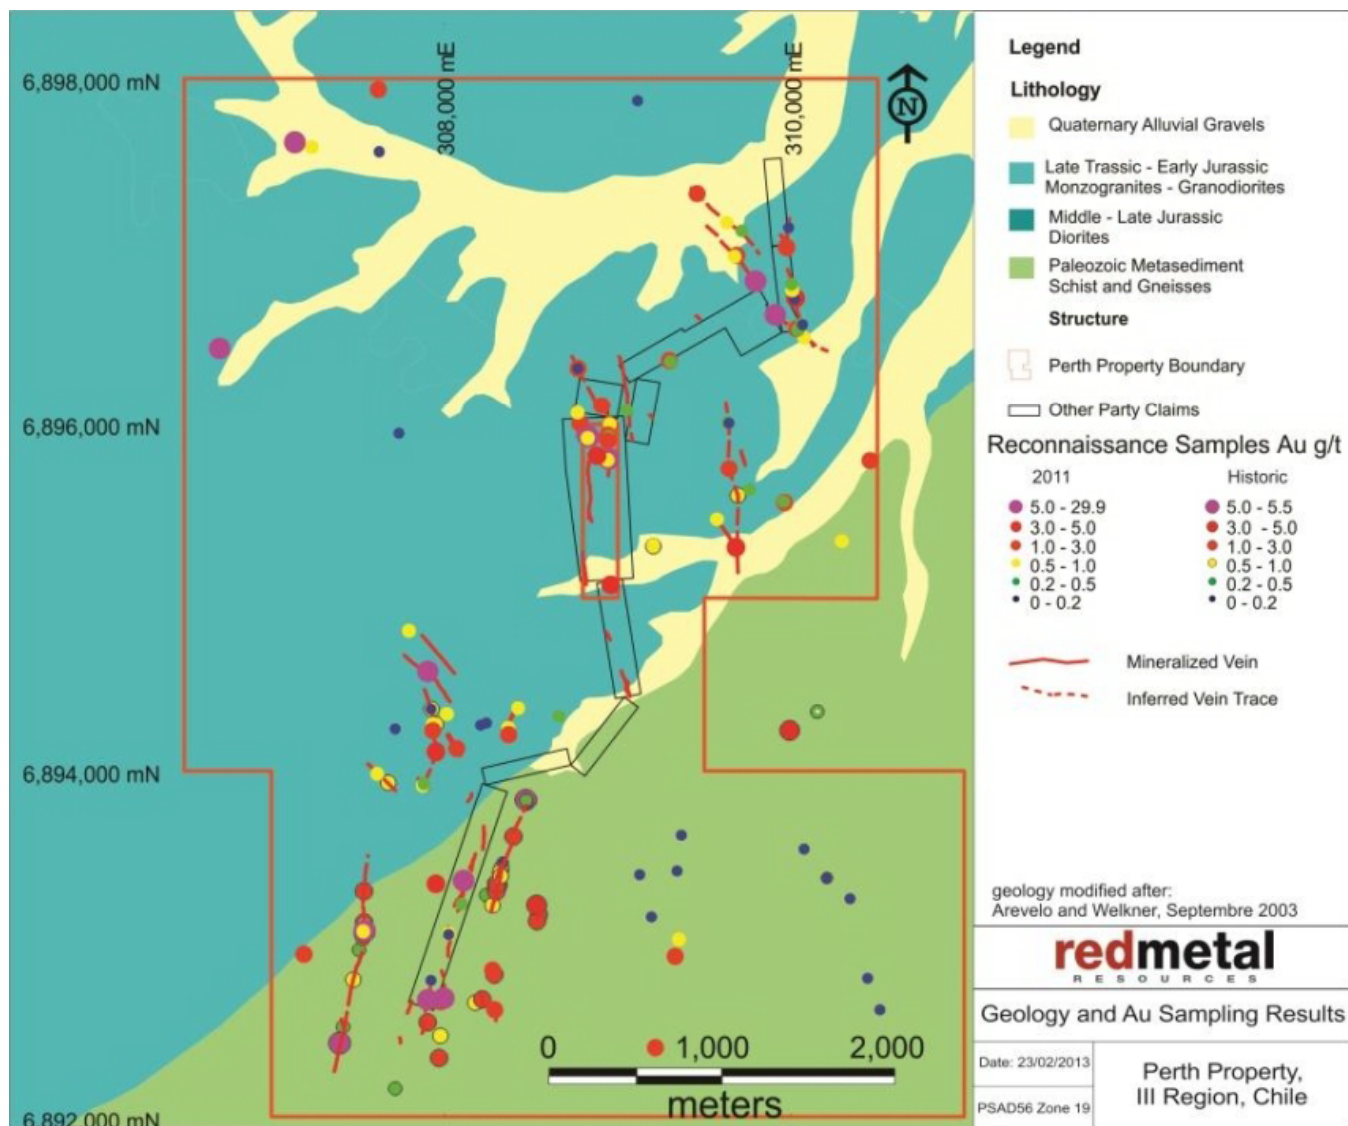 6,898,000 mN
6,896,000 mN
6,894,000 mN
6,892,000 mN
308,000 mE
310,000 mE
N
0
1,000
2,000
meters
Legend
Lithology
Quaternary Alluvial Gravels
Late Trassic - Early Jurassic
Monzogranites - Granodiorites
Middle - Late Jurassic
Diorites
Paleozoic Metasediment
Schist and Gneisses
Structure
Perth Property Boundary
Other Party Claims
Reconnaissance Samples Au g/t
2011 Historic
5.0 - 29.9 5.0 - 5.5
3.0 - 5.0 3.0 - 5.0
1.0 - 3.0 1.0 - 3.0
0.5 - 1.0 0.5 - 1.0
0.2 - 0.5 0.2 - 0.5
0 - 0.2 0 - 0.2
Mineralized Vein
Inferred Vein Trace
geology modified after:
Arevelo and Welkner, Septembre 2003
redmetal
RESOURCES
Geology and Au Sampling Results
Date: 23/02/2013
PSAD56 Zone 19
Perth Property,
III Region, Chile